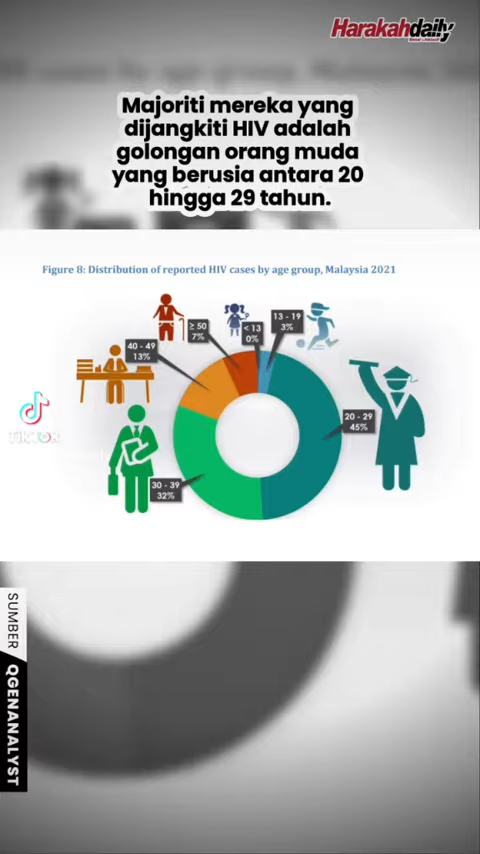 Harakahdaily
Majoriti mereka yang
dijangkiti HIV adalah
golongan orang muda
yang berusia antara 20
hingga 29 tahun.
Figure 8: Distribution of reported HIV cases by age group, Malaysia 2021
13 - 19
3%
< 13
0%
≥ 50
7%
40 - 49
13%
20 - 29
45%
30 - 39
32%
TIKTOK
SUMBER
QGENANALYST